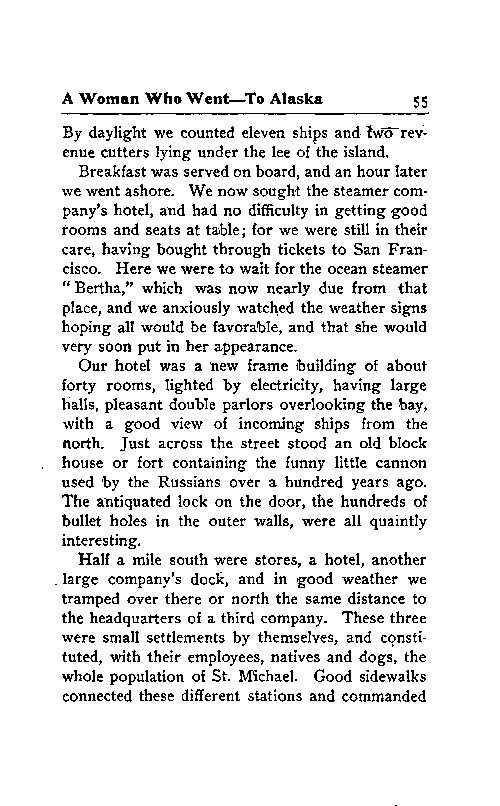 A Woman Who Went—To Alaska 55
By daylight we counted eleven ships and two rev-
enue cutters lying under the lee of the island.
Breakfast was served on board, and an hour later
we went ashore. We now sought the steamer com-
pany's hotel, and had no difficulty in getting good
rooms and seats at table; for we were still in their
care, having bought through tickets to San Fran-
cisco. Here we were to wait for the ocean steamer
"Bertha," which was now nearly due from that
place, and we anxiously watched the weather signs
hoping all would be favorable, and that she would
very soon put in her appearance.
Our hotel was a new frame building of about
forty rooms, lighted by electricity, having large
halls, pleasant double parlors overlooking the bay,
with a good view of incoming ships from the
north. Just across the street stood an old block
house or fort containing the funny little cannon
used by the Russians over a hundred years ago.
The antiquated lock on the door, the hundreds of
bullet holes in the outer walls, were all quaintly
interesting.
Half a mile south were stores, a hotel, another
large company's dock, and in good weather we
tramped over there or north the same distance to
the headquarters of a third company. These three
were small settlements by themselves, and consti-
tuted, with their employees, natives and dogs, the
whole population of St. Michael. Good sidewalks
connected these different stations and commanded